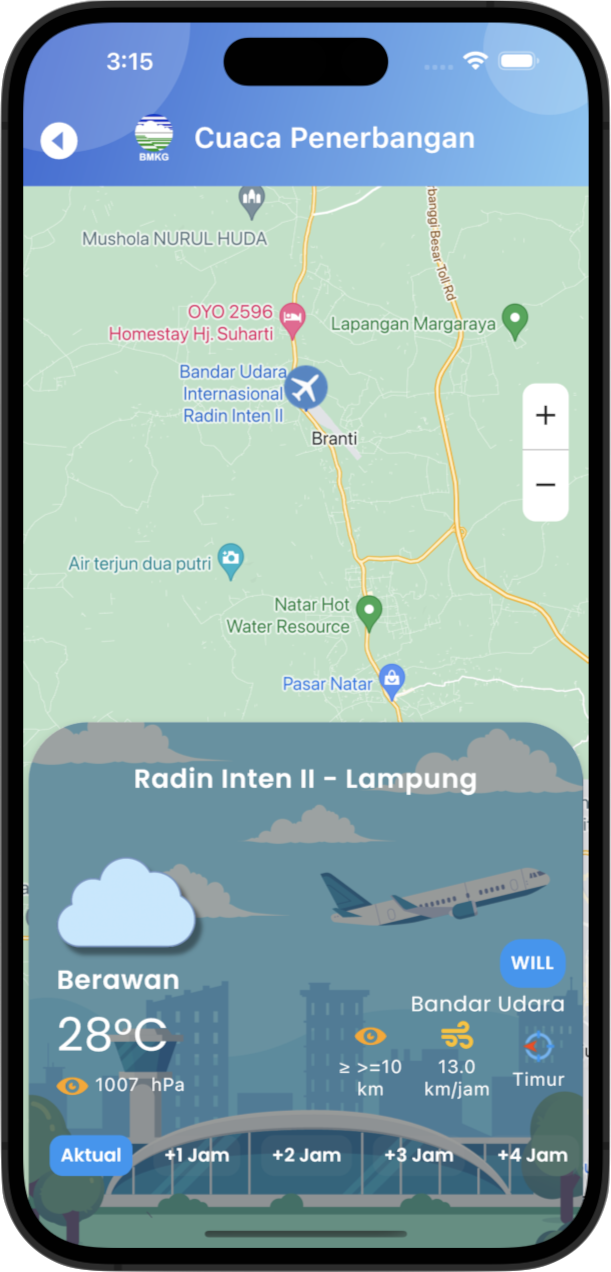 3:15
BMKG
Cuaca Penerbangan
Mushola NURUL HUDA
banggi Besar Toll Rd
OYO 2596
Homestay Hj. Suharti
Lapangan Margaraya
Bandar Udara
Internasional
Radin Inten II
Branti
+
−
Air terjun dua putri
Natar Hot
Water Resource
Pasar Natar
Radin Inten II - Lampung
WILL
Berawan
Bandar Udara
28°C
≥ >=10
km
13.0
km/jam
Timur
1007 hPa
Aktual
+1 Jam
+2 Jam
+3 Jam
+4 Jam